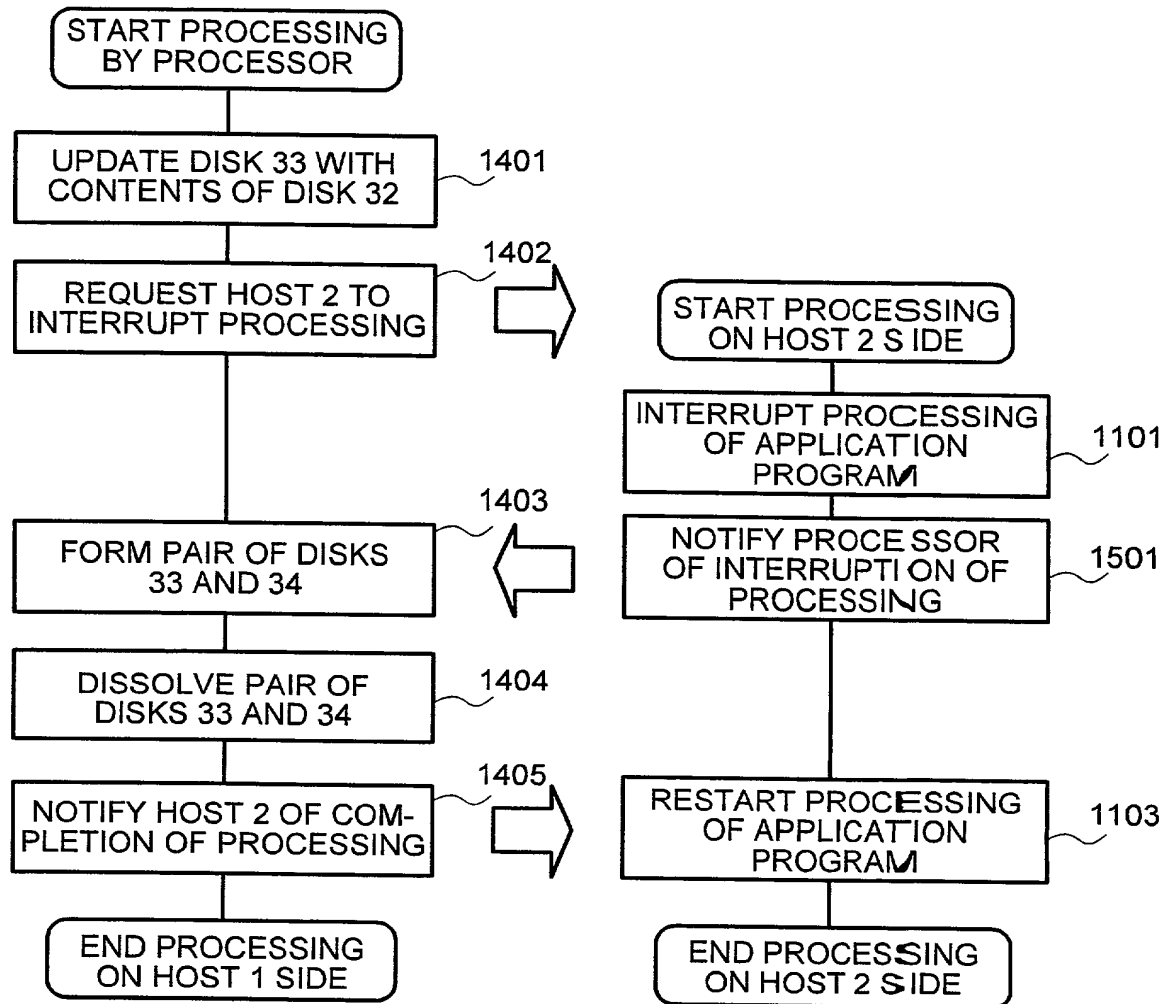 START PROCESSING
BY PROCESSOR
UPDATE DISK 33 WITH
CONTENTS OF DISK 32
1401
REQUEST HOST 2 TO
INTERRUPT PROCESSING
1402
START PROCESSING
ON HOST 2 SIDE
INTERRUPT PROCESSING
OF APPLICATION
PROGRAM
1101
FORM PAIR OF DISKS
33 AND 34
1403
NOTIFY PROCESSOR
OF INTERRUPTION OF
PROCESSING
1501
DISSOLVE PAIR OF
DISKS 33 AND 34
1404
NOTIFY HOST 2 OF COM-
PLETION OF PROCESSING
1405
RESTART PROCESSING
OF APPLICATION
PROGRAM
1103
END PROCESSING
ON HOST 1 SIDE
END PROCESSING
ON HOST 2 SIDE